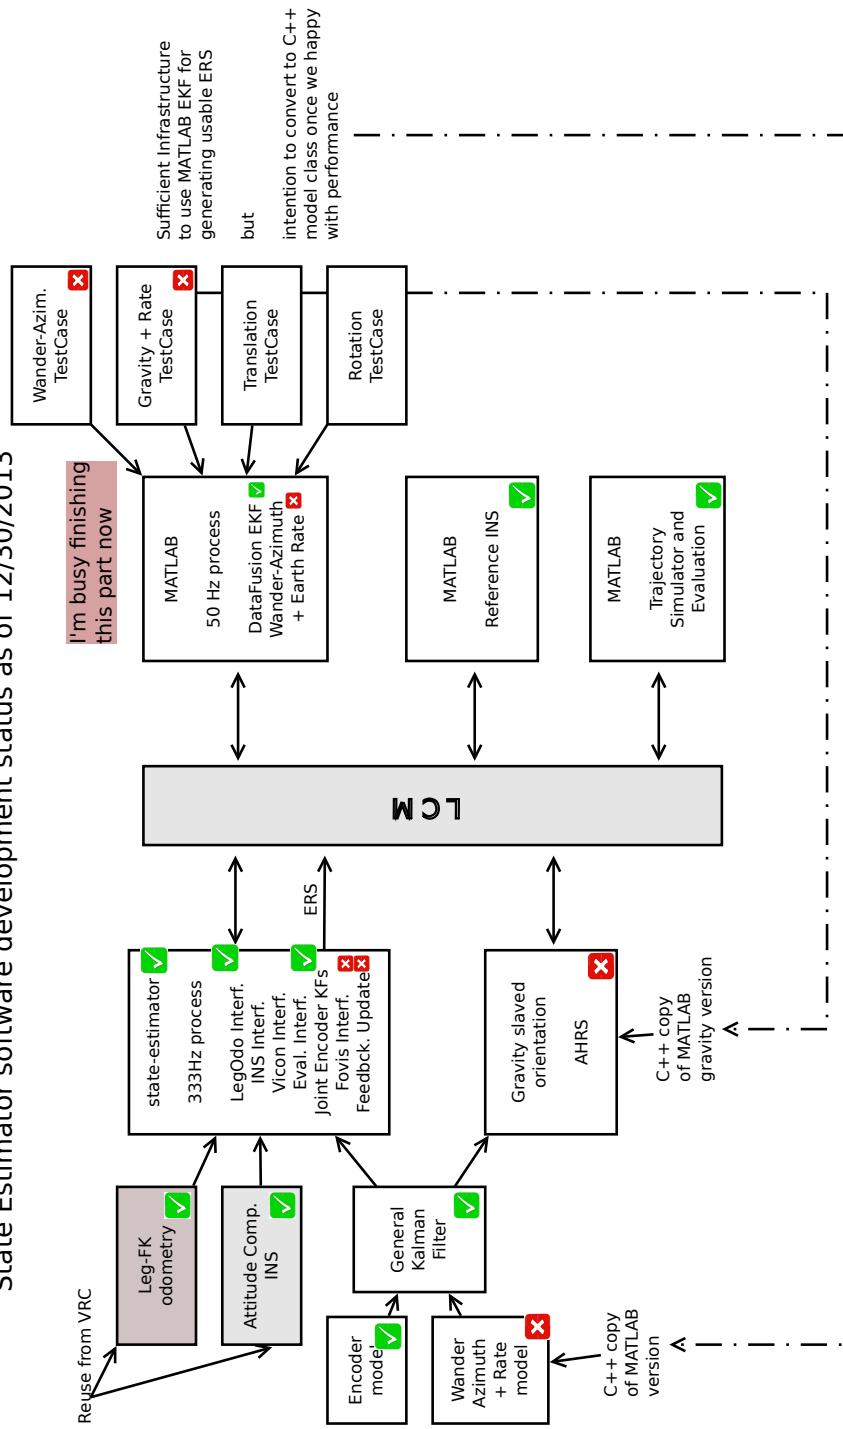 State Estimator software development status as of 12/30/2013
Reuse from VRC
Leg-FK
odometry
Attitude Comp.
INS
Encoder
model
Wander
Azimuth
+ Rate
model
General
Kalman
Filter
C++ copy
of MATLAB
version
state-estimator
333Hz process
LegOdo Interf.
INS Interf.
Vicon Interf.
Eval. Interf.
Joint Encoder KFs
Fovis Interf.
Feedbck. Update
ERS
Gravity slaved
orientation
AHRS
C++ copy
of MATLAB
gravity version
LCM
I'm busy finishing
this part now
MATLAB
50 Hz process
DataFusion EKF
Wander-Azimuth
+ Earth Rate
MATLAB
Reference INS
MATLAB
Trajectory
Simulator and
Evaluation
Wander-Azim.
TestCase
Gravity + Rate
TestCase
Translation
TestCase
Rotation
TestCase
Sufficient Infrastructure
to use MATLAB EKF for
generating usable ERS
but
intention to convert to C++
model class once we happy
with performance